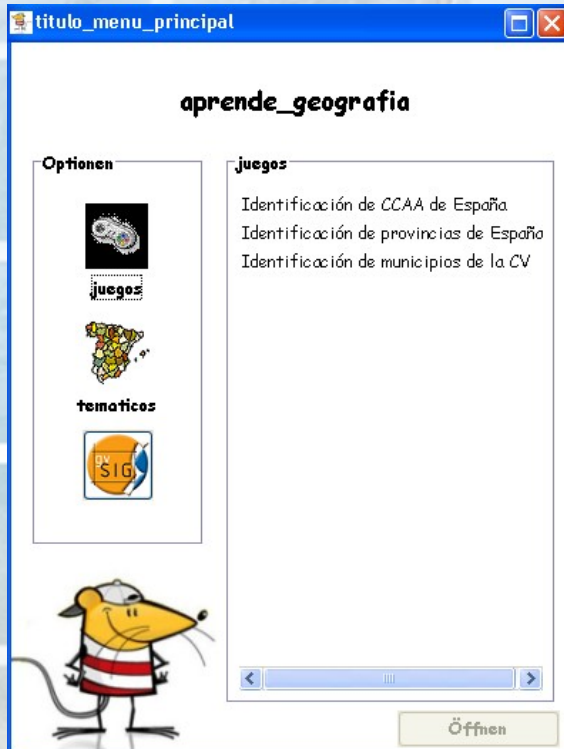 titulo_menu_principal
aprende_geografia
Optionen
juegos
tematicos
gv
SIG
juegos
Identificación de CCAA de España
Identificación de provincias de España
Identificación de municipios de la CV
Öffnen